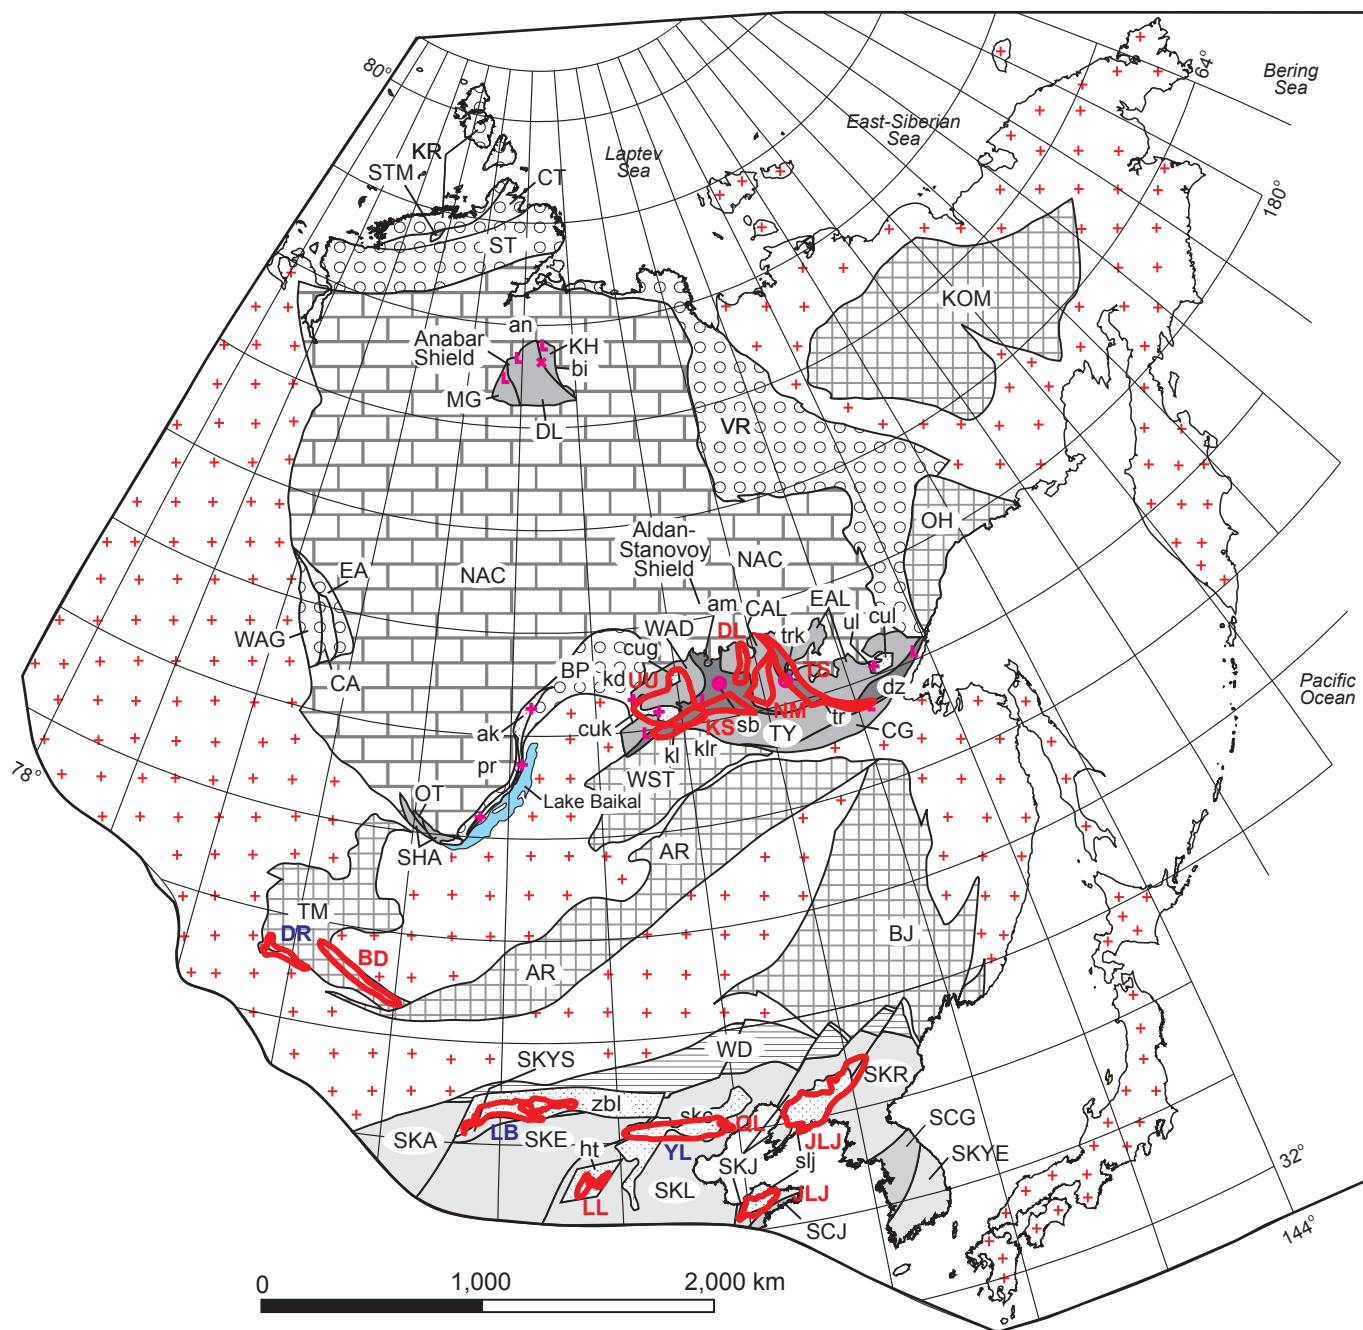 80°
64°
Bering
Sea
East-Siberian
Sea
Laptev
Sea
KR
STM
CT
180°
ST
KOM
an
Anabar
Shield
KH
bi
MG
DL
VR
OH
Aldan-
Stanovoy
Shield
NAC
NAC
EA
WAG
CA
am
CAL
EAL
ul
cul
WAD
DL
trk
cug
BP
kd
UU
TS
dz
Pacific
Ocean
NM
ak
cuk
KS
sb
TY
tr
CG
kl
klr
pr
WST
78°
OT
Lake Baikal
SHA
AR
TM
DR
BD
AR
BJ
WD
SKYS
SKR
zbl
skc
SCG
SKA
LB
SKE
QL
JLJ
SKYE
ht
YL
SKJ
slj
SKL
JLJ
LL
SCJ
32°
144°
0
1,000
2,000 km